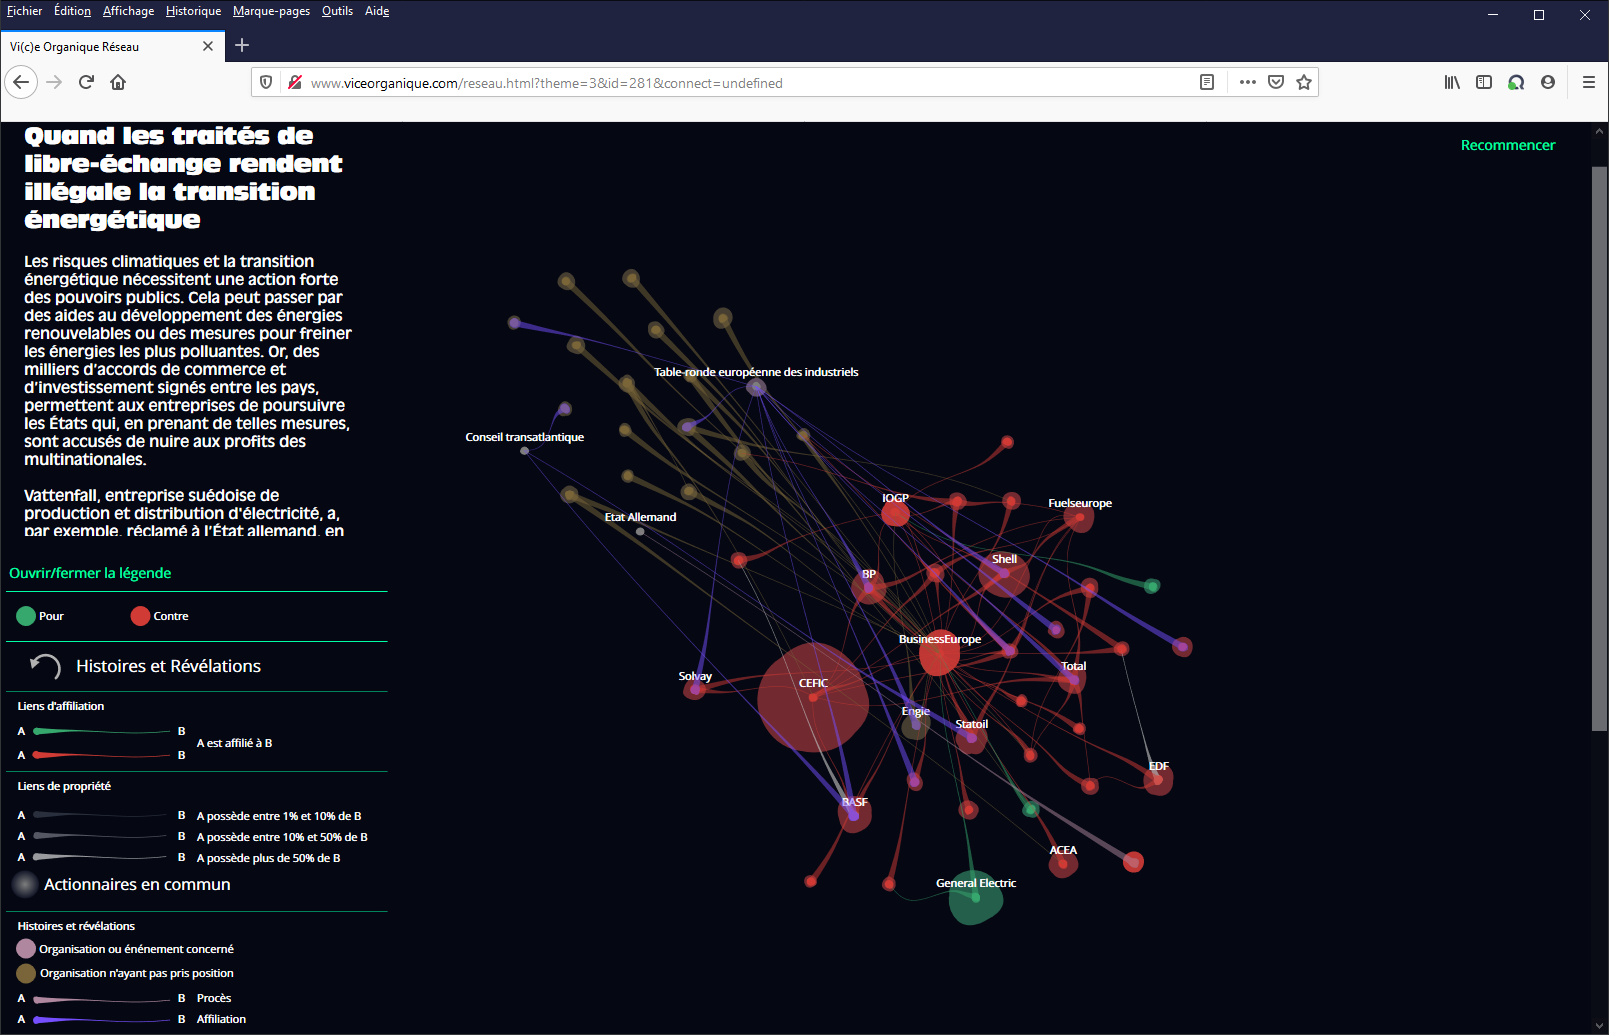 Fichier Édition Affichage Historique Marque-pages Outils Aide
Vi(c)e Organique Réseau
www.viceorganique.com/reseau.html?theme=3&id=281&connect=undefined
Quand les traités de
libre-échange rendent
illégale la transition
énergétique
Recommencer
Les risques climatiques et la transition
énergétique nécessitent une action forte
des pouvoirs publics. Cela peut passer par
des aides au développement des énergies
renouvelables ou des mesures pour freiner
les énergies les plus polluantes. Or, des
milliers d'accords de commerce et
d'investissement signés entre les pays,
permettent aux entreprises de poursuivre
les États qui, en prenant de telles mesures,
sont accusés de nuire aux profits des
multinationales.
Vattenfall, entreprise suédoise de
production et distribution d'électricité, a,
par exemple, réclamé à l'État allemand, en
Ouvrir/fermer la légende
Pour
Contre
Histoires et Révélations
Liens d'affiliation
A B
A est affilié à B
A B
Liens de propriété
A B A possède entre 1% et 10% de B
A B A possède entre 10% et 50% de B
A B A possède plus de 50% de B
Actionnaires en commun
Histoires et révélations
Organisation ou énénement concerné
Organisation n'ayant pas pris position
A B Procès
A B Affiliation
Table-ronde européenne des industriels
Conseil transatlantique
IOGP
Fuelseurope
Etat Allemand
Shell
BP
BusinessEurope
Total
Solvay
CEFIC
Engie
Statoil
EDF
BASF
ACEA
General Electric